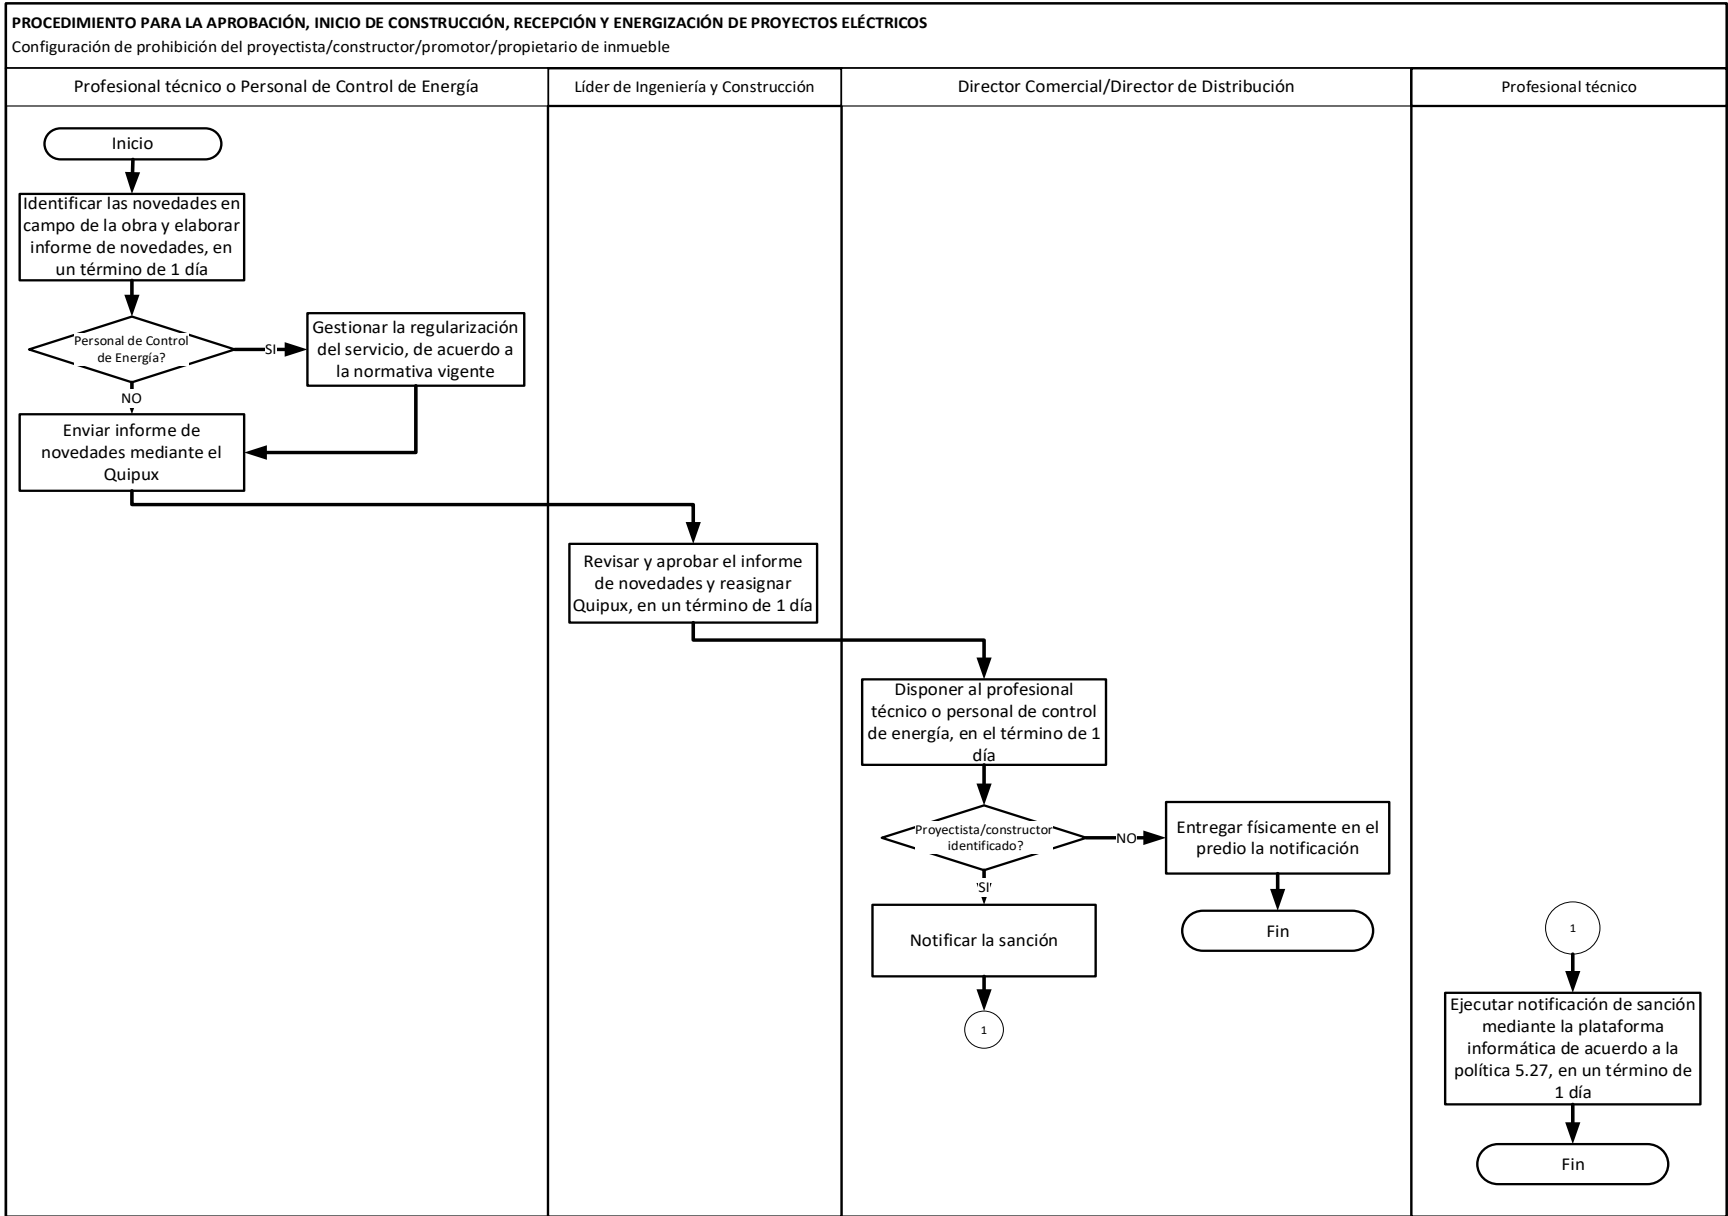 PROCEDIMIENTO PARA LA APROBACIÓN, INICIO DE CONSTRUCCIÓN, RECEPCIÓN Y ENERGIZACIÓN DE PROYECTOS ELÉCTRICOS
Configuración de prohibición del proyectista/constructor/promotor/propietario de inmueble
Profesional técnico o Personal de Control de Energía
Líder de Ingeniería y Construcción
Director Comercial/Director de Distribución
Profesional técnico
Inicio
Identificar las novedades en
campo de la obra y elaborar
informe de novedades, en
un término de 1 día
Personal de Control
de Energía?
SI
Gestionar la regularización
del servicio, de acuerdo a
la normativa vigente
NO
Enviar informe de
novedades mediante el
Quipux
Revisar y aprobar el informe
de novedades y reasignar
Quipux, en un término de 1 día
Disponer al profesional
técnico o personal de control
de energía, en el término de 1
día
Proyectista/constructor
identificado?
NO
Entregar físicamente en el
predio la notificación
Fin
'SI'
Notificar la sanción
1
1
Ejecutar notificación de sanción
mediante la plataforma
informática de acuerdo a la
política 5.27, en un término de
1 día
Fin